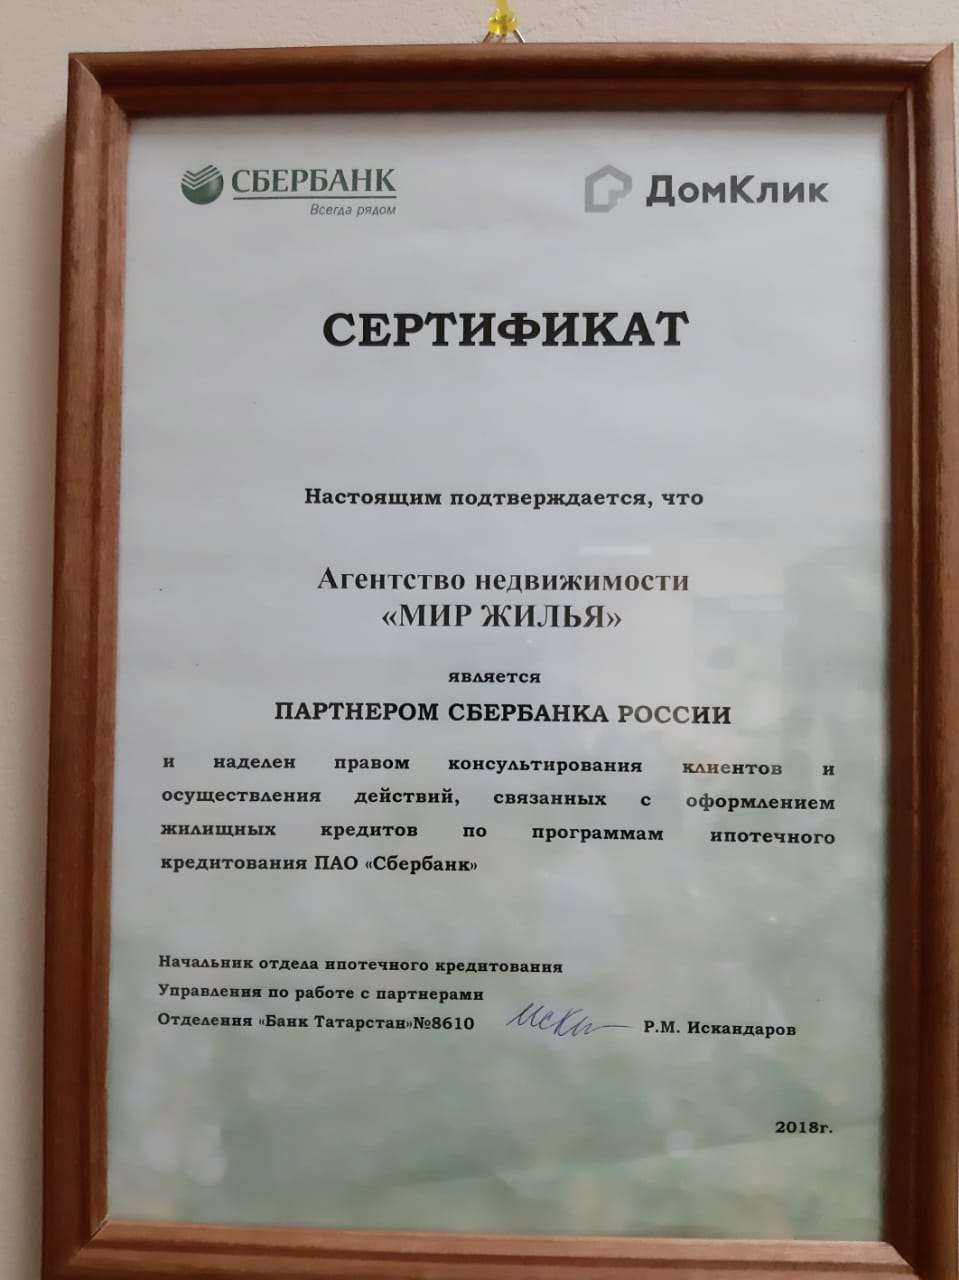 СБЕРБАНК
Всегда рядом
ДомКлик
СЕРТИФИКАТ
Настоящим подтверждается, что
Агентство недвижимости
«МИР ЖИЛЬЯ»
является
ПАРТНЕРОМ СБЕРБАНКА РОССИИ
и наделен правом консультирования клиентов и
осуществления действий, связанных с оформлением
жилищных кредитов по программам ипотечного
кредитования ПАО «Сбербанк»
Начальник отдела ипотечного кредитования
Управления по работе с партнерами
Отделения «Банк Татарстан»№8610
Р.М. Искандаров
2018г.